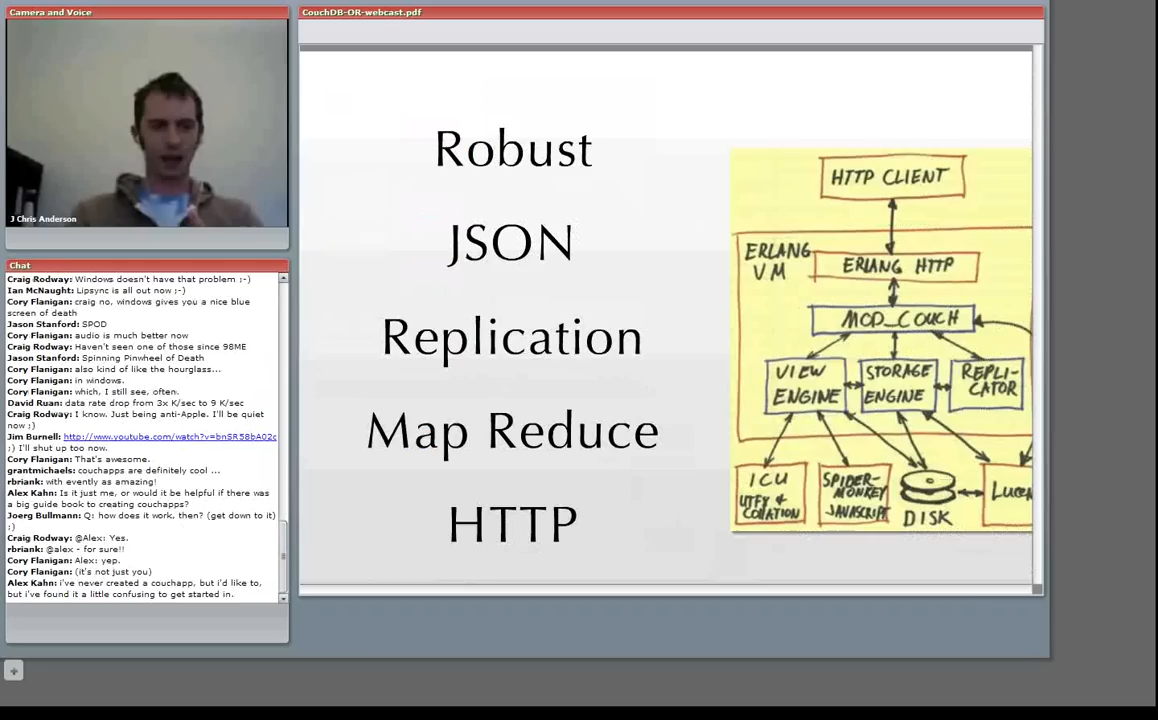 Camera and Voice
J Chris Anderson
Chat
Craig Rodway: Windows doesn't have that problem ;-)
Ian McNaught: Lipsync is all out now ;-)
Cory Flanigan: craig no, windows gives you a nice blue
screen of death
Jason Stanford: SPOD
Cory Flanigan: audio is much better now
Craig Rodway: Haven't seen one of those since 98ME
Jason Stanford: Spinning Pinwheel of Death
Cory Flanigan: also kind of like the hourglass...
Cory Flanigan: in windows.
Cory Flanigan: which, I still see, often.
David Ruan: data rate drop from 3x K/sec to 9 K/sec
Craig Rodway: I know. Just being anti-Apple. I'll be quiet
now ;)
Jim Burnell: http://www.youtube.com/watch?v=bnSR58bA02c
;) I'll shut up too now.
Cory Flanigan: That's awesome.
grantmichaels: couchapps are definitely cool ...
rbriank: with evently as amazing!
Alex Kahn: Is it just me, or would it be helpful if there was
a big guide book to creating couchapps?
Joerg Bullmann: Q: how does it work, then? (get down to it)
;)
Craig Rodway: @Alex: Yes.
rbriank: @alex - for sure!!
Cory Flanigan: Alex: yep.
Cory Flanigan: (it's not just you)
Alex Kahn: i've never created a couchapp, but i'd like to,
but i've found it a little confusing to get started in.
CouchDB-OR-webcast.pdf
Robust
JSON
Replication
Map Reduce
HTTP
HTTP CLIENT
ERLANG
VM
ERLANG HTTP
MOD_COUCH
VIEW
ENGINE
STORAGE
ENGINE
REPLI-
CATOR
ICU
UTF8 &
COLLATION
SPIDER-
MONKEY
JAVASCRIPT
DISK